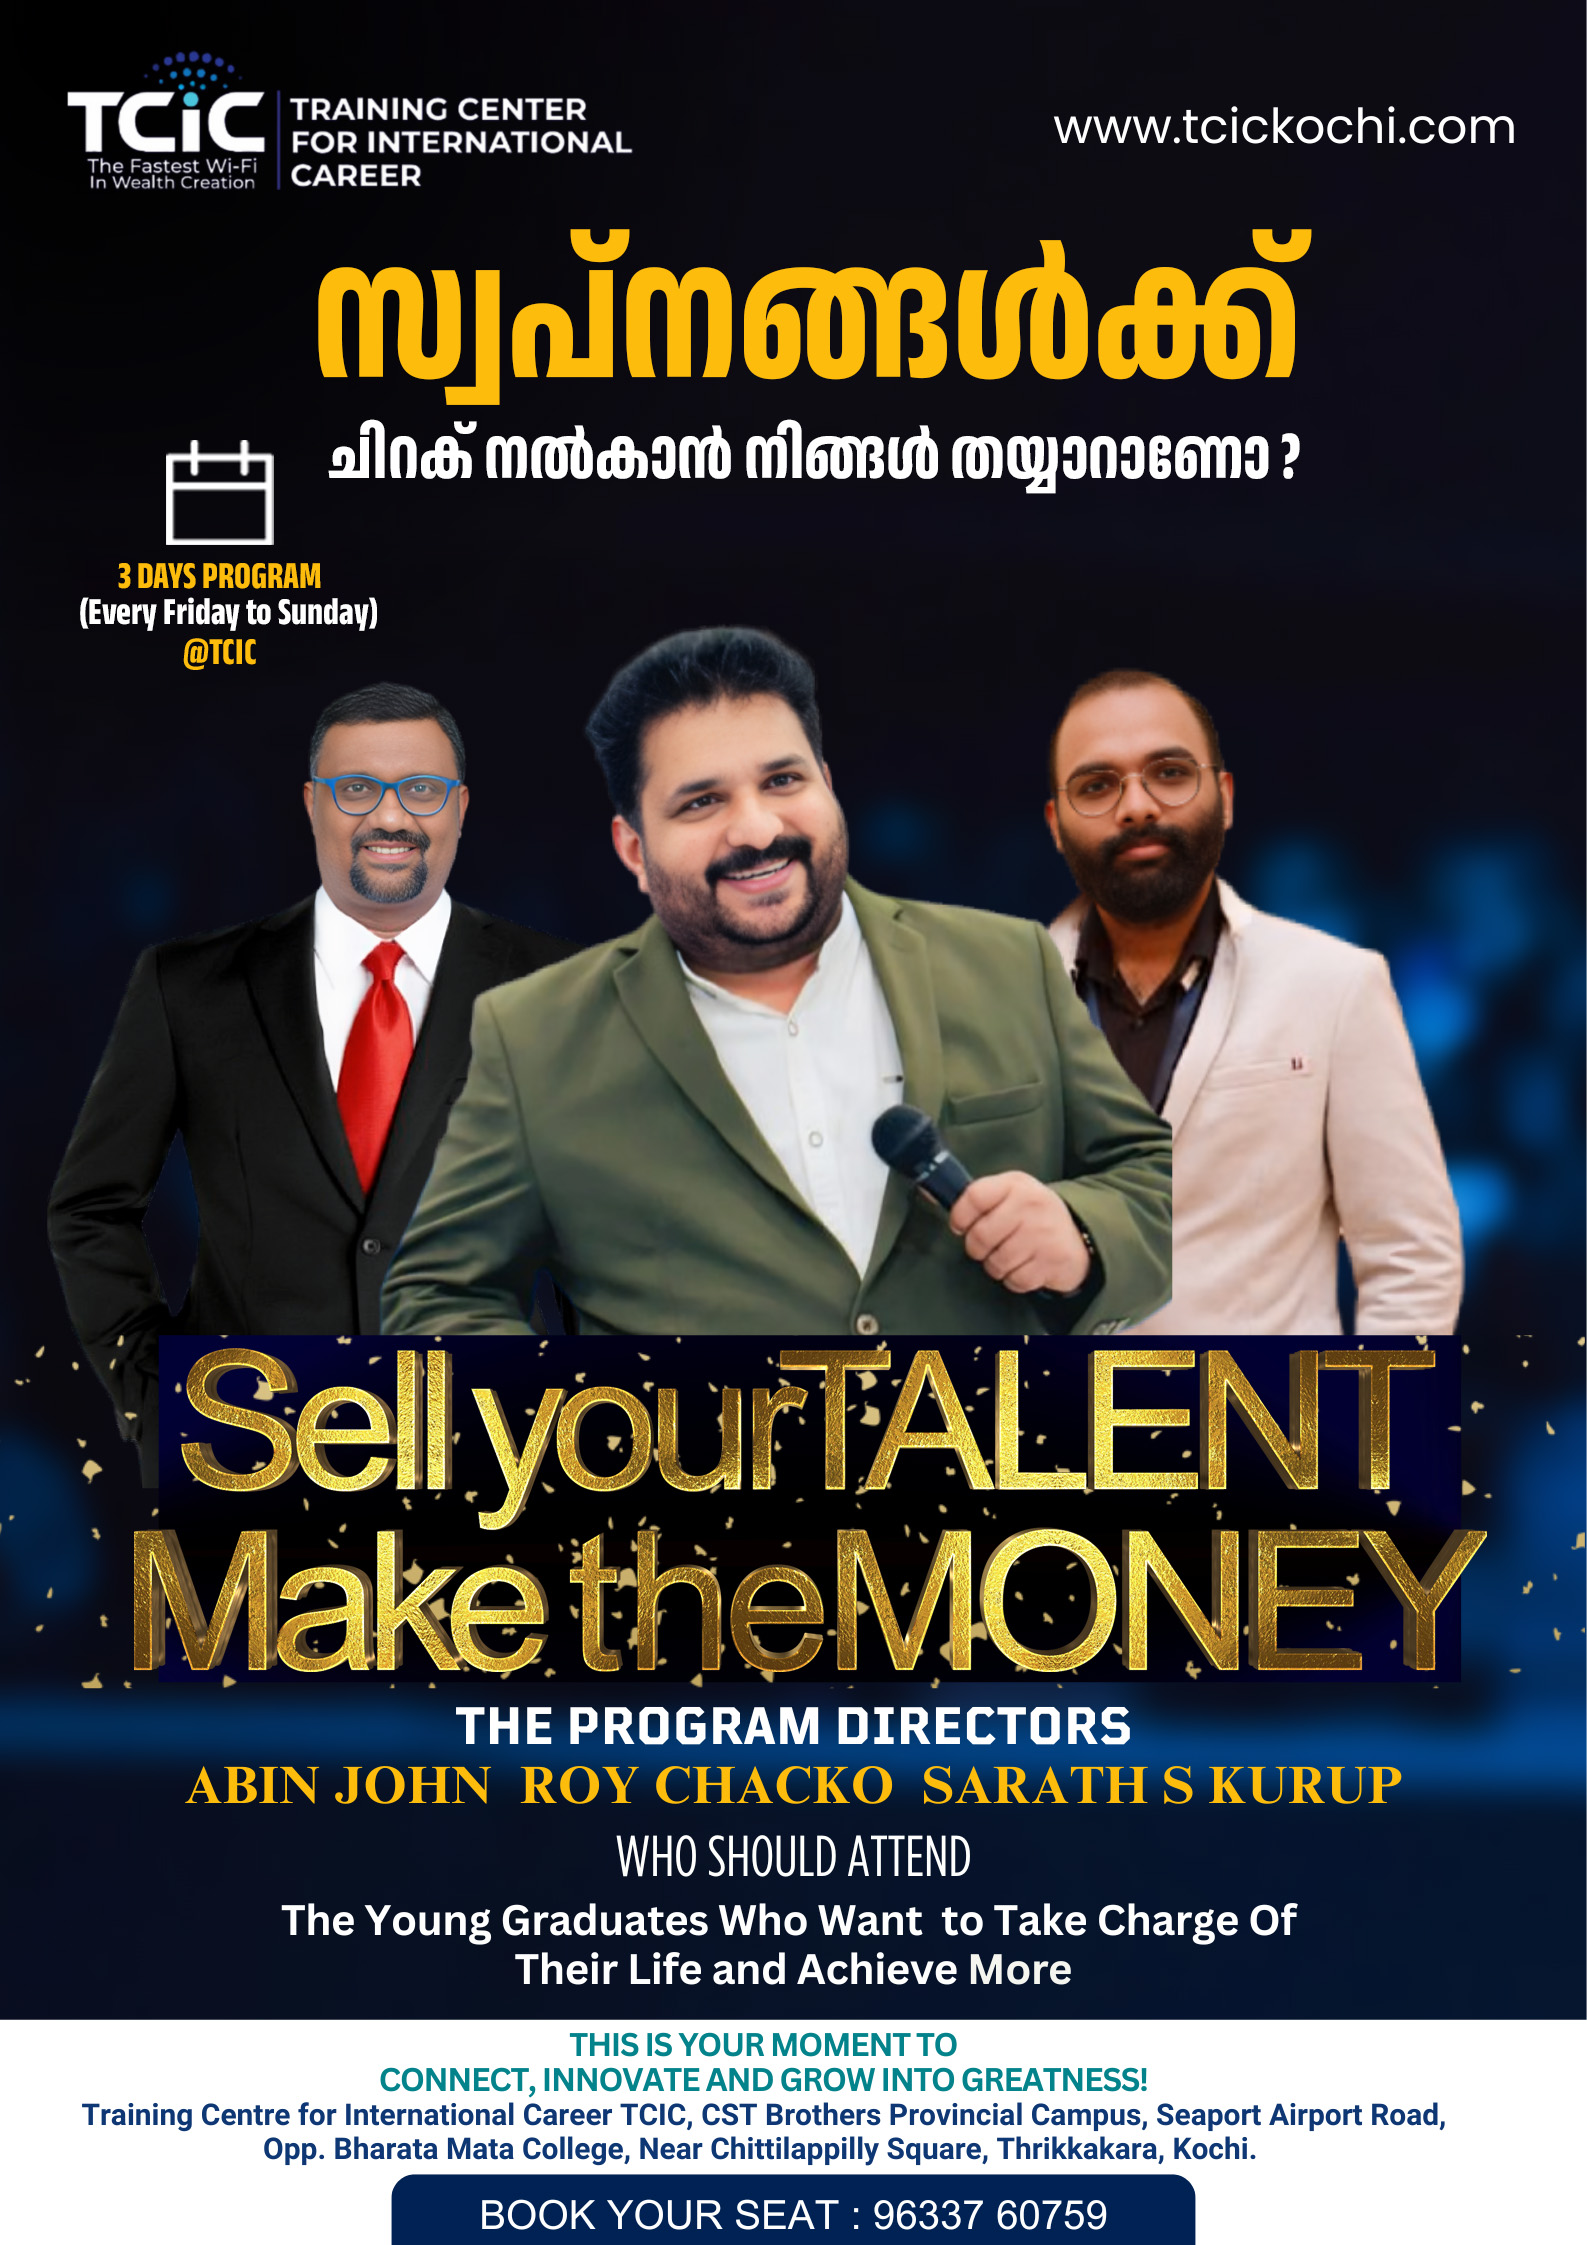 TCiC
The Fastest Wi-Fi
In Wealth Creation
TRAINING CENTER
FOR INTERNATIONAL
CAREER
www.tcickochi.com
സ്വപ്നങ്ങൾക്ക്
ചിറക് നൽകാൻ നിങ്ങൾ തയ്യാറാണോ ?
3 DAYS PROGRAM
(Every Friday to Sunday)
@TCIC
Sell your TALENT
Make the MONEY
THE PROGRAM DIRECTORS
ABIN JOHN ROY CHACKO SARATH S KURUP
WHO SHOULD ATTEND
The Young Graduates Who Want to Take Charge Of
Their Life and Achieve More
THIS IS YOUR MOMENT TO
CONNECT, INNOVATE AND GROW INTO GREATNESS!
Training Centre for International Career TCIC, CST Brothers Provincial Campus, Seaport Airport Road,
Opp. Bharata Mata College, Near Chittilappilly Square, Thrikkakara, Kochi.
BOOK YOUR SEAT : 96337 60759